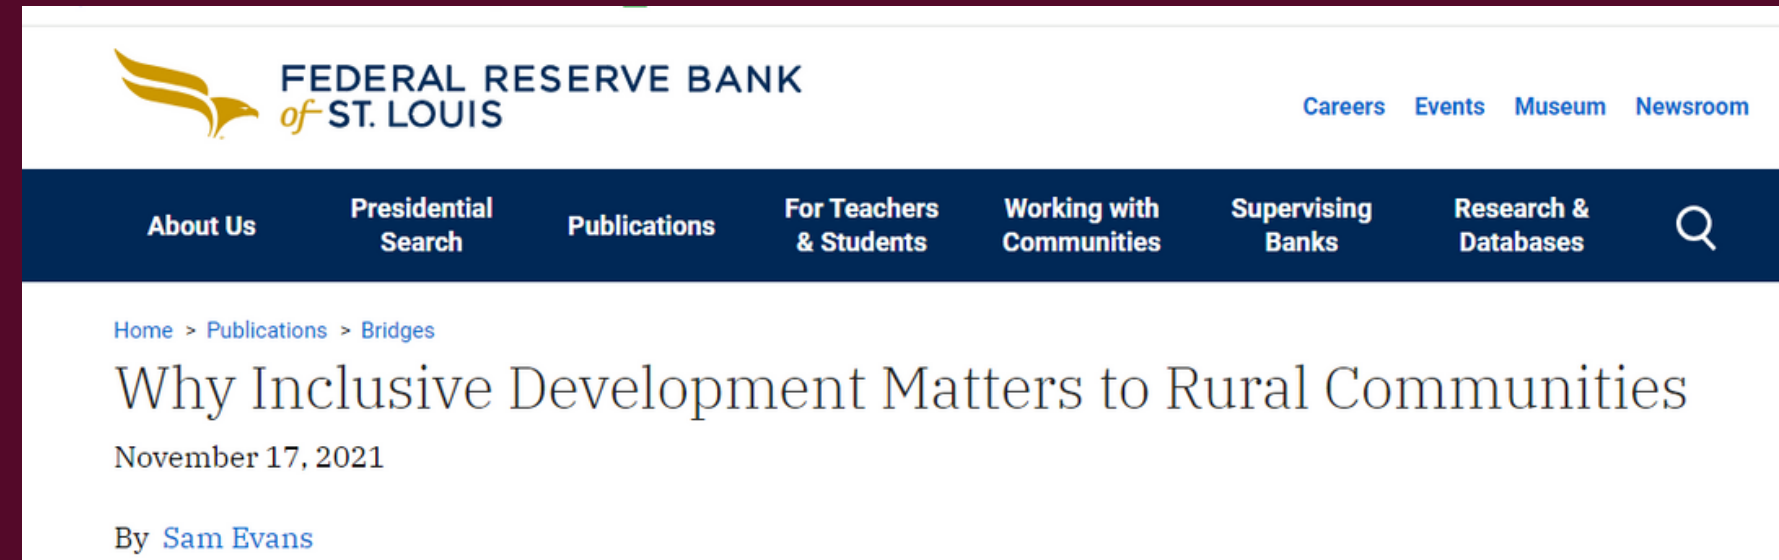 FEDERAL RESERVE BANK
of ST. LOUIS
Careers Events Museum Newsroom
About Us
Presidential
Search
Publications
For Teachers
& Students
Working with
Communities
Supervising
Banks
Research &
Databases
Home > Publications > Bridges
Why Inclusive Development Matters to Rural Communities
November 17, 2021
By Sam Evans